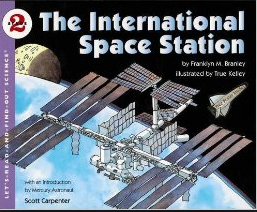 2
The International
Space Station
by Franklyn M. Branley
illustrated by True Kelley
LET'S-READ-AND-FIND-OUT SCIENCE®
with an Introduction
by Mercury Astronaut
Scott Carpenter